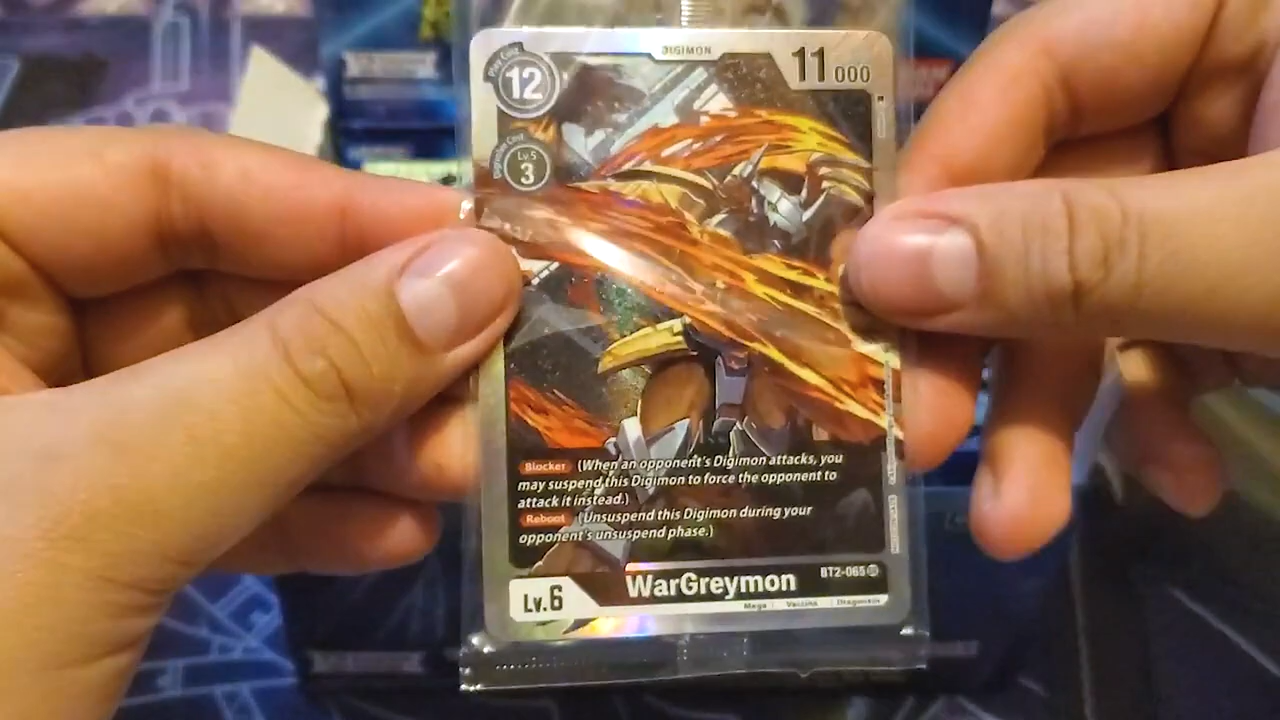 DIGIMON
Play Cost
12
11000
Digivolve Cost
Lv.5
3
Blocker (When an opponent's Digimon attacks, you
may suspend this Digimon to force the opponent to
attack it instead.)
Reboot (Unsuspend this Digimon during your
opponent's unsuspend phase.)
WarGreymon
BT2-065 SR
Lv.6
Mega Vaccine Dragonkin